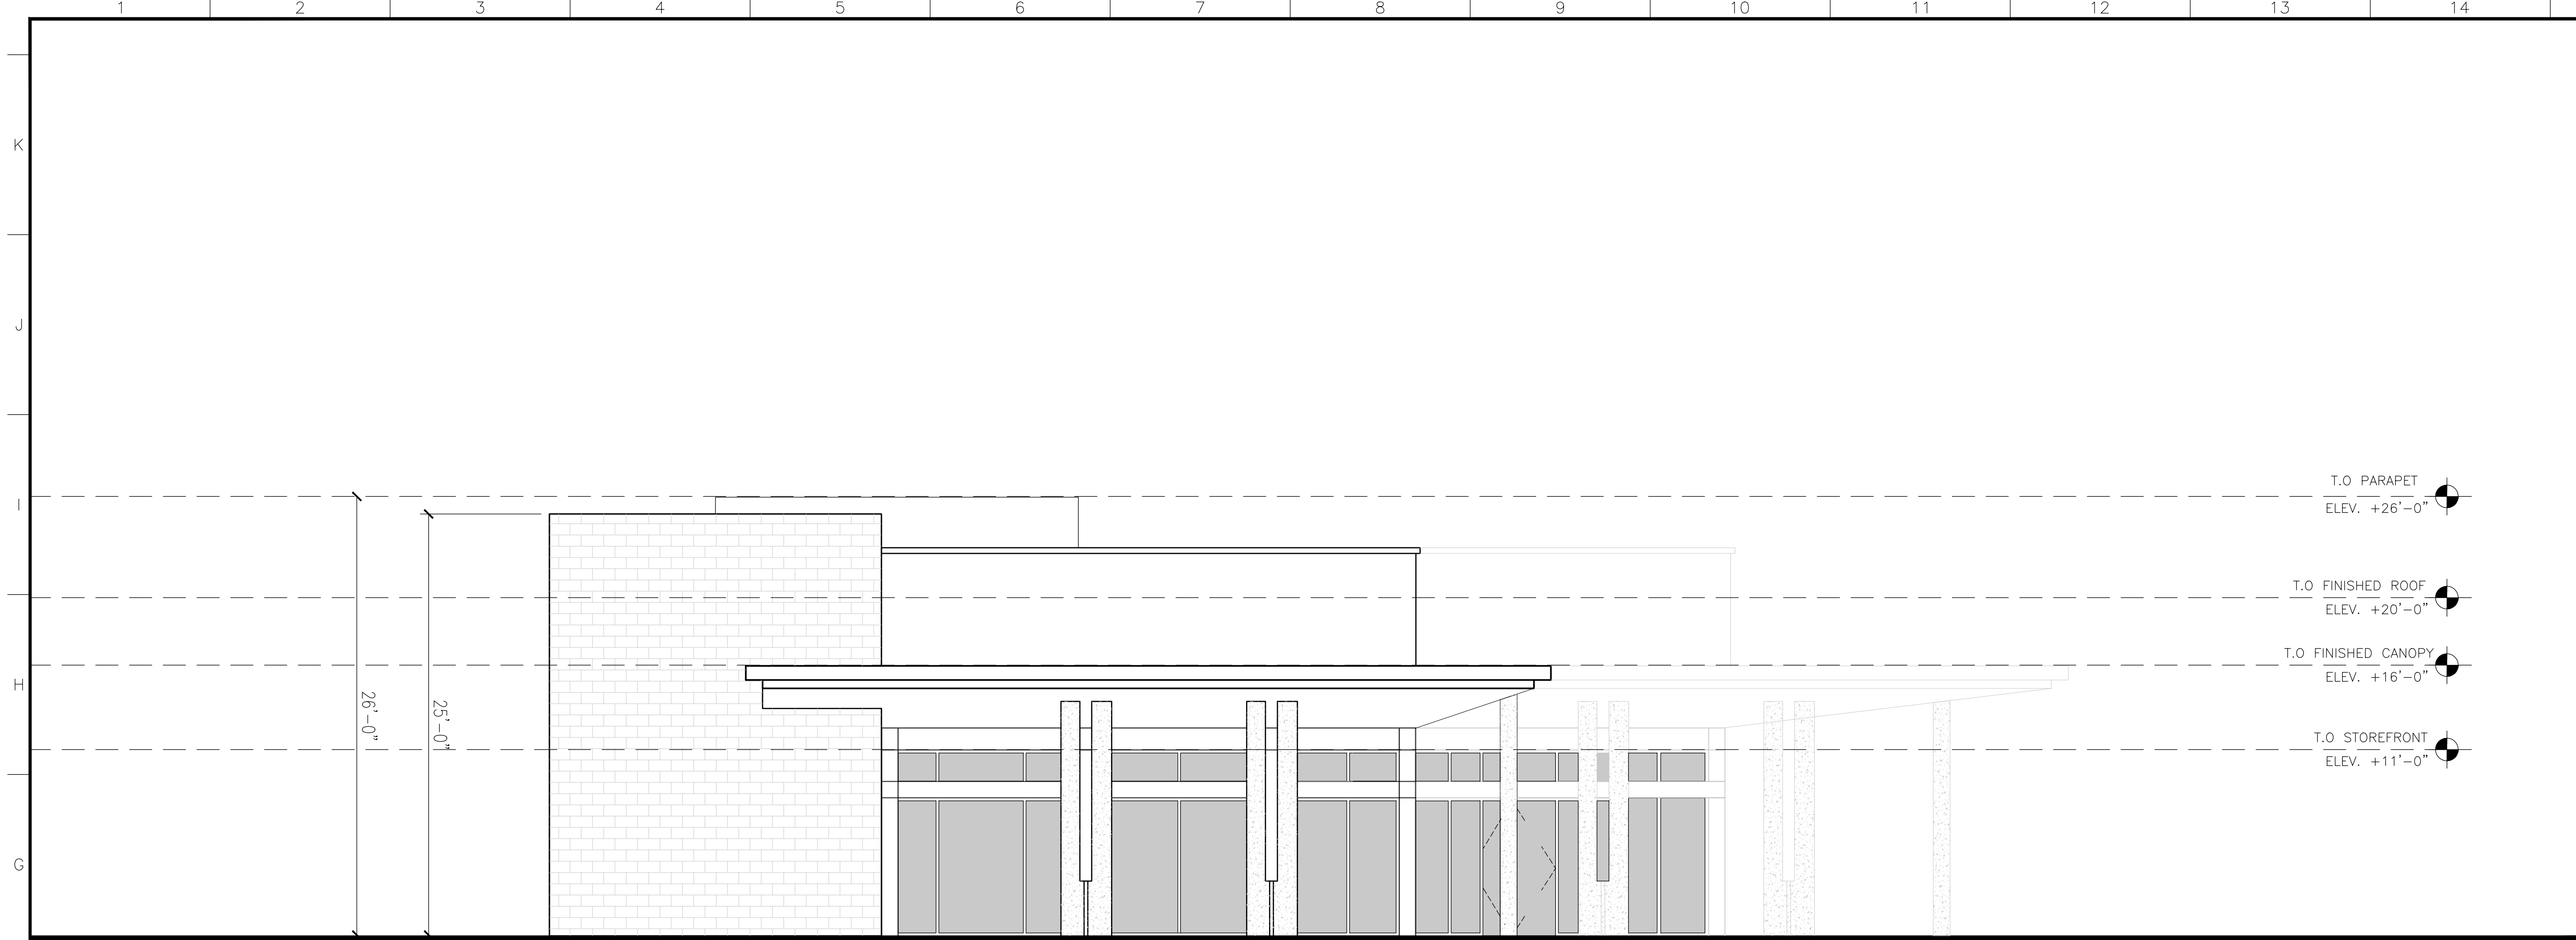 1 2 3 4 5 6 7 8 9 10 11 12 13 14
K
J
I
H
G
T.O PARAPET
ELEV. +26'-0"
T.O FINISHED ROOF
ELEV. +20'-0"
T.O FINISHED CANOPY
ELEV. +16'-0"
T.O STOREFRONT
ELEV. +11'-0"
26'-0"
25'-0"